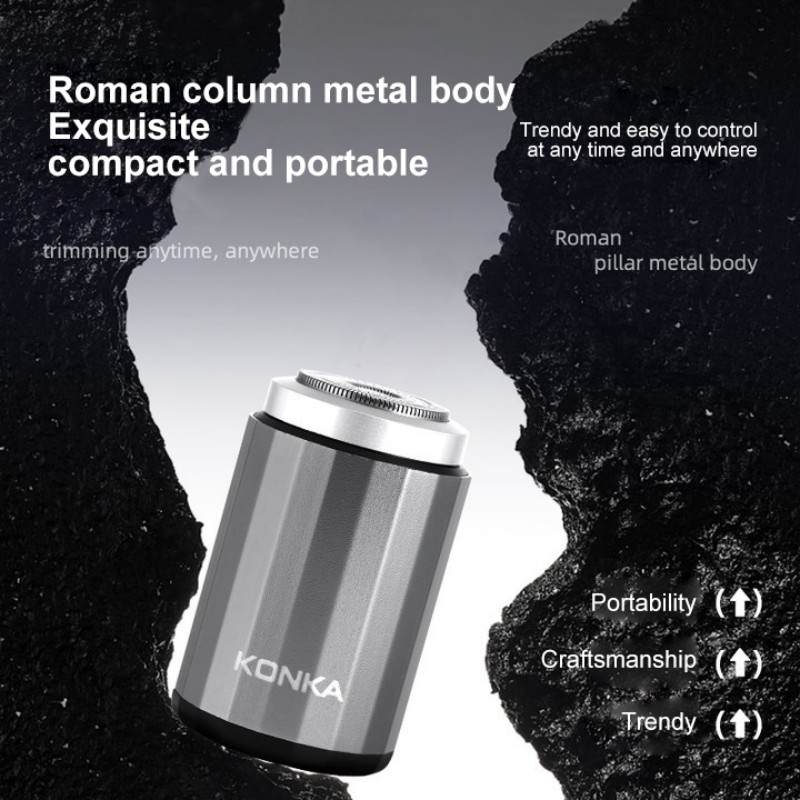 Roman column metal body
Exquisite
compact and portable
Trendy and easy to control
at any time and anywhere
trimming anytime, anywhere
Roman
pillar metal body
KONKA
Portability (↑)
Craftsmanship (↑)
Trendy (↑)